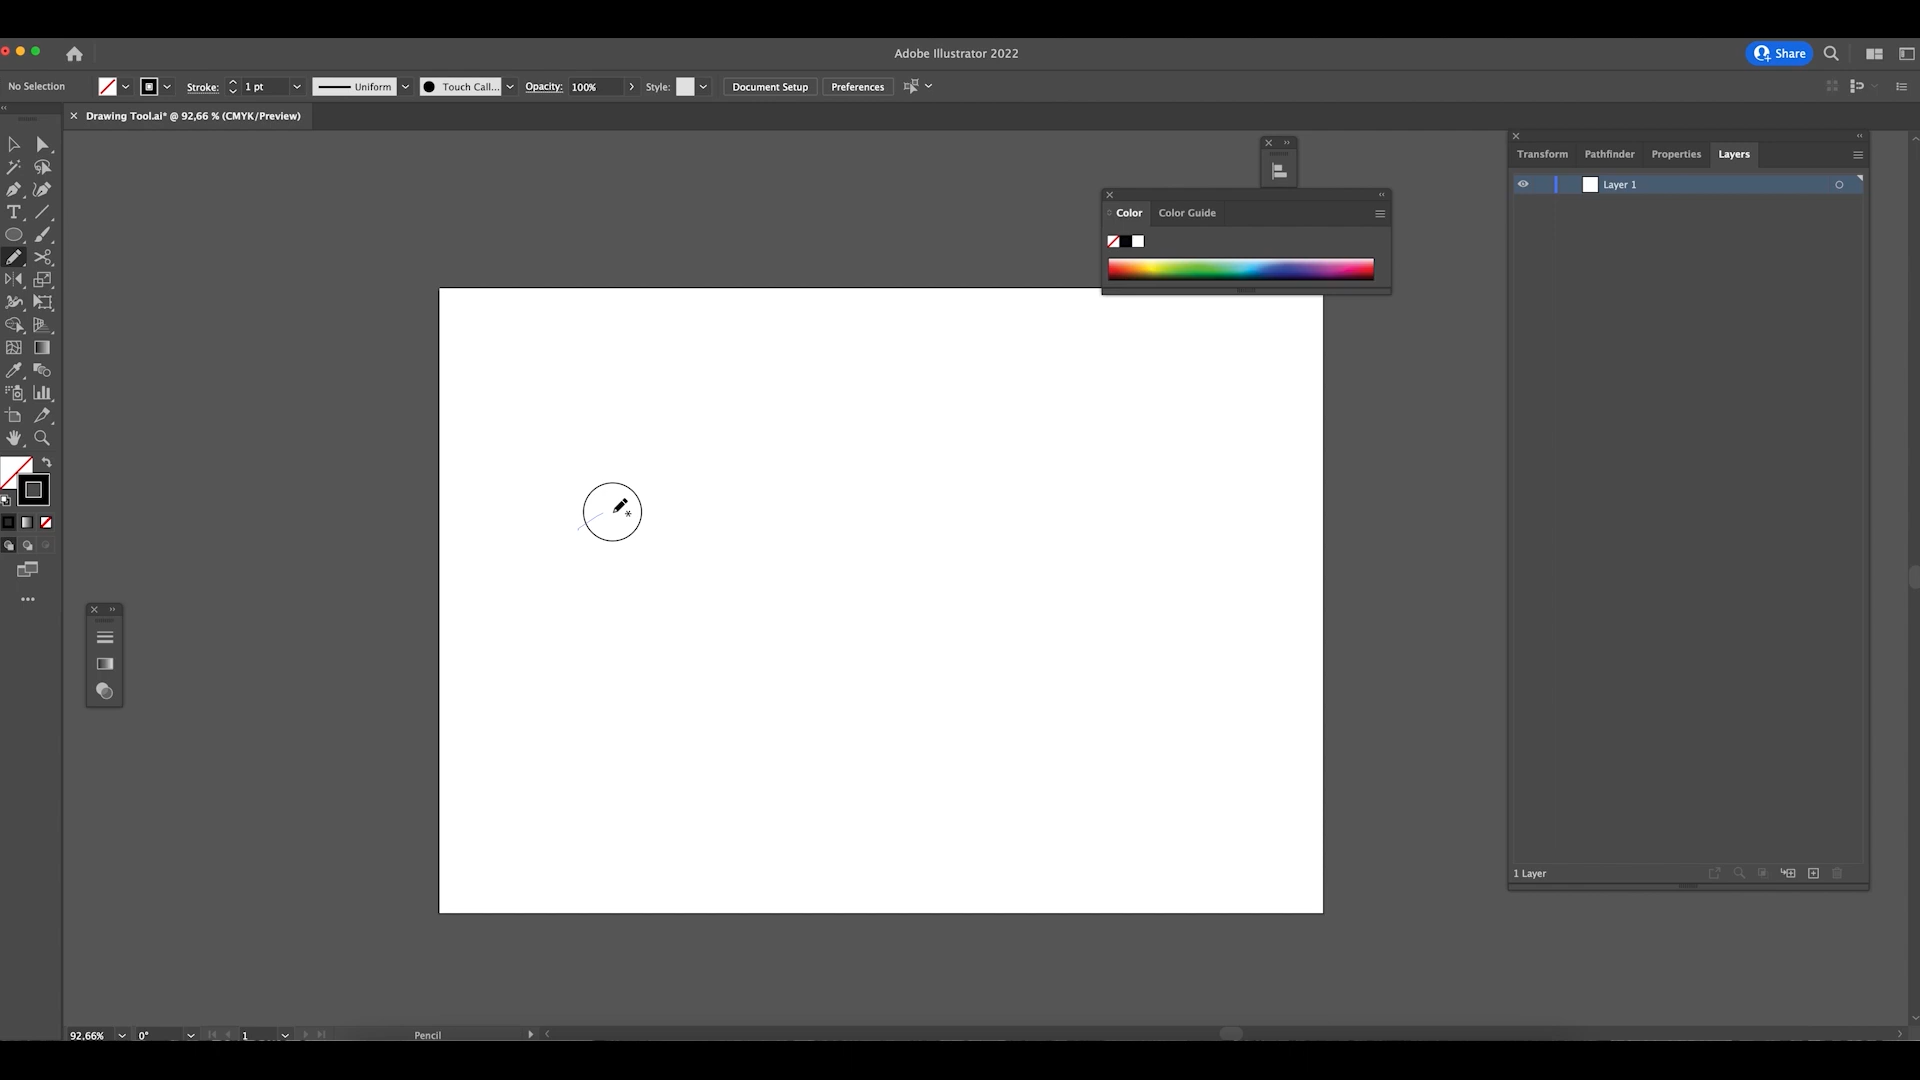 Adobe Illustrator 2022
Share
No Selection
Stroke: 1 pt
Uniform
Touch Call...
Opacity: 100%
Style:
Document Setup
Preferences
Drawing Tool.ai* @ 92,66 % (CMYK/Preview)
Transform Pathfinder Properties Layers
Layer 1
Color Color Guide
1 Layer
92,66% 0° 1 Pencil